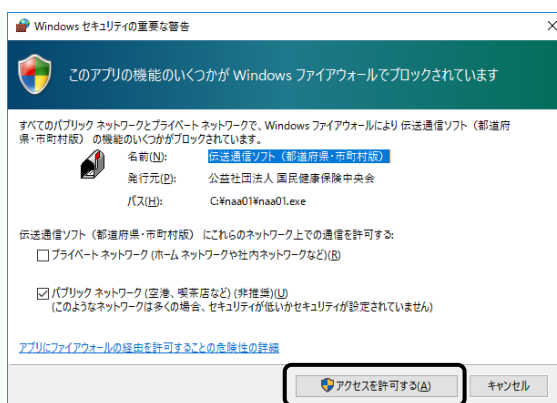 Windows セキュリティの重要な警告
このアプリの機能のいくつかが Windows ファイアウォールでブロックされています
すべてのパブリック ネットワークとプライベート ネットワークで、Windows ファイアウォールにより 伝送通信ソフト（都道府
県・市町村版） の機能のいくつかがブロックされています。
名前(N): 伝送通信ソフト（都道府県・市町村版）
発行元(P): 公益社団法人 国民健康保険中央会
パス(H): C:¥naa01¥naa01.exe
伝送通信ソフト（都道府県・市町村版） にこれらのネットワーク上での通信を許可する:
プライベート ネットワーク (ホーム ネットワークや社内ネットワークなど)(R)
パブリック ネットワーク (空港、喫茶店など) (非推奨)(U)
(このようなネットワークは多くの場合、セキュリティが低いかセキュリティが設定されていません)
アプリにファイアウォールの経由を許可することの危険性の詳細
アクセスを許可する(A) キャンセル